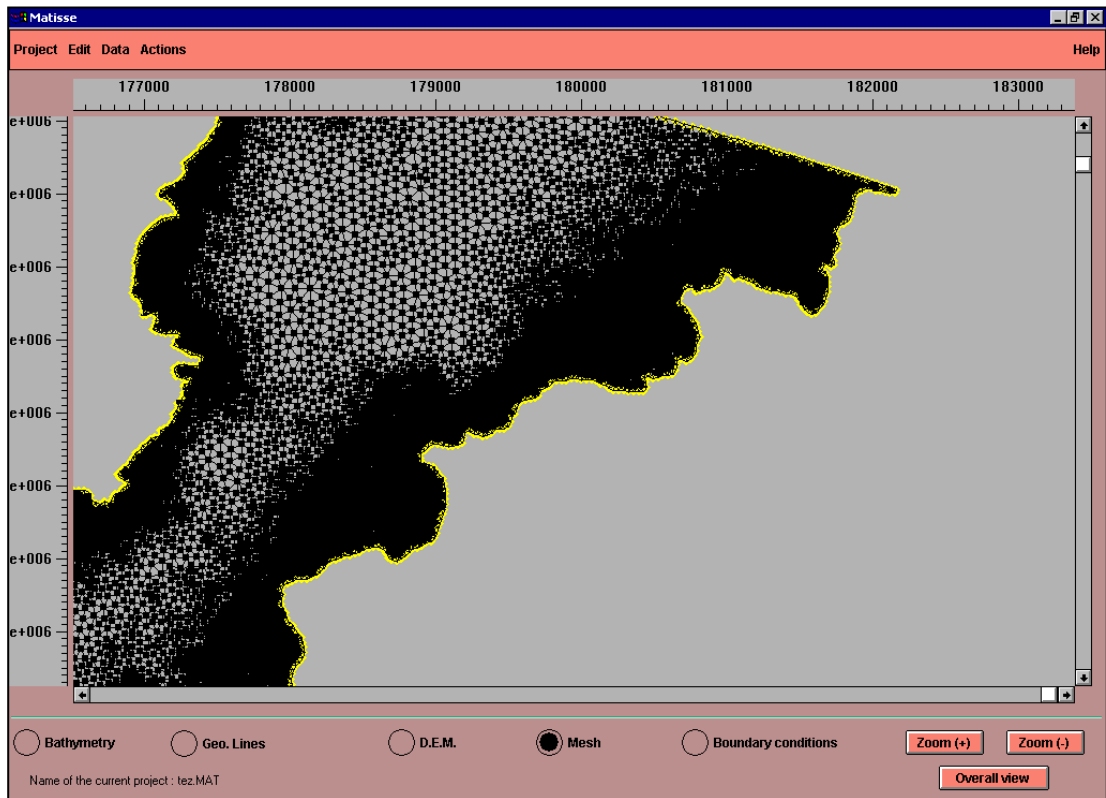 Matisse
Project Edit Data Actions Help
177000 178000 179000 180000 181000 182000 183000
e+006
e+006
e+006
e+006
e+006
e+006
e+006
e+006
Bathymetry Geo. Lines D.E.M. Mesh Boundary conditions Zoom (+) Zoom (-)
Name of the current project : tez.MAT Overall view